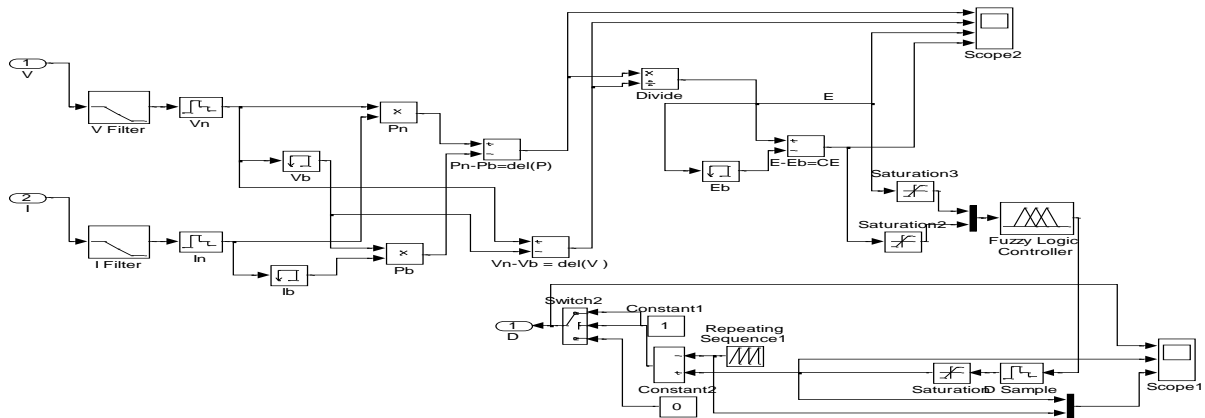 1
V
V Filter
Vn
Vb
2
I
I Filter
In
Ib
x
Pn
x
Pb
Pn-Pb=del(P)
Vn-Vb = del(V )
Divide
E
Eb
E-Eb=CE
Scope2
Saturation3
Saturation2
Fuzzy Logic
Controller
Switch2
Constant1
1
1
D
Repeating
Sequence1
Constant2
0
Saturation
D Sample
Scope1